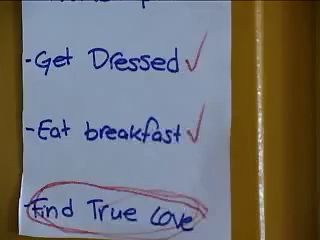 -Get Dressed ✓
-Eat breakfast ✓
-Find True Love